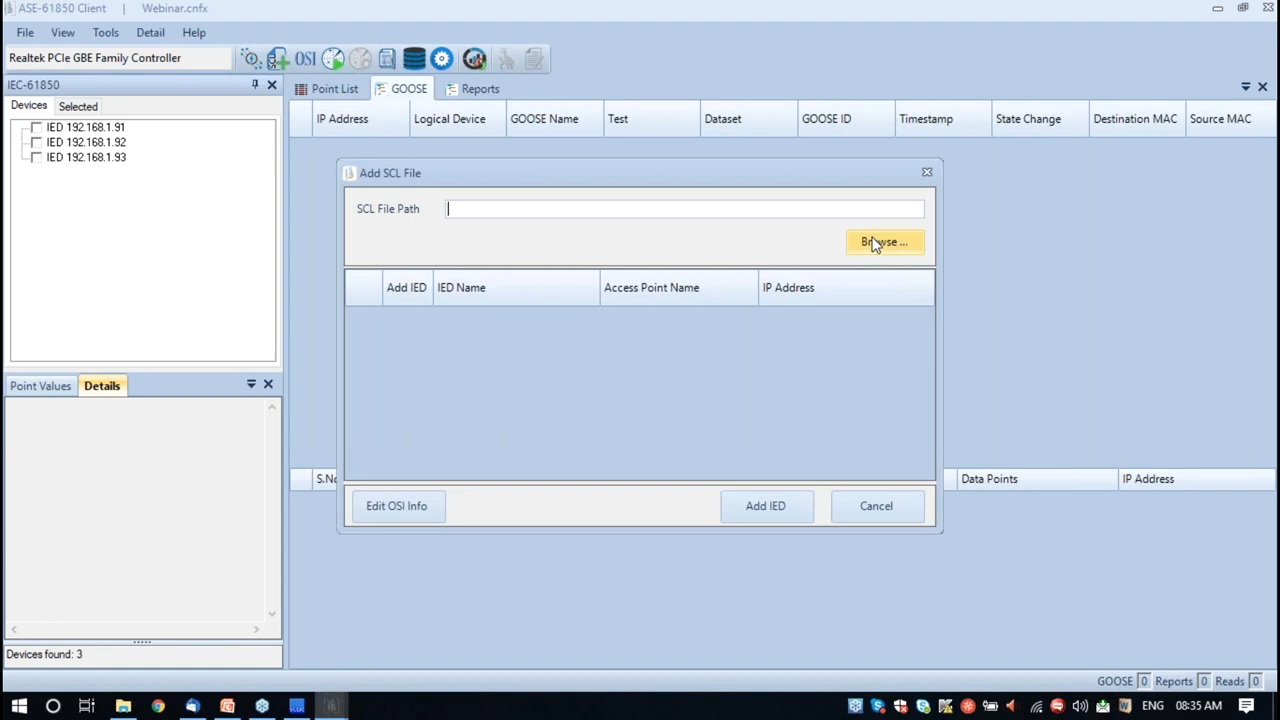 ASE-61850 Client | Webinar.cnfx
File View Tools Detail Help
Realtek PCIe GBE Family Controller OSI
IEC-61850
Devices Selected
IED 192.168.1.91
IED 192.168.1.92
IED 192.168.1.93
Point List GOOSE Reports
IP Address Logical Device GOOSE Name Test Dataset GOOSE ID Timestamp State Change Destination MAC Source MAC
Add SCL File
SCL File Path
Browse ...
Add IED IED Name Access Point Name IP Address
Edit OSI Info Add IED Cancel
Point Values Details
S.No Data Points IP Address
Devices found: 3
GOOSE 0 Reports 0 Reads 0
ENG 08:35 AM